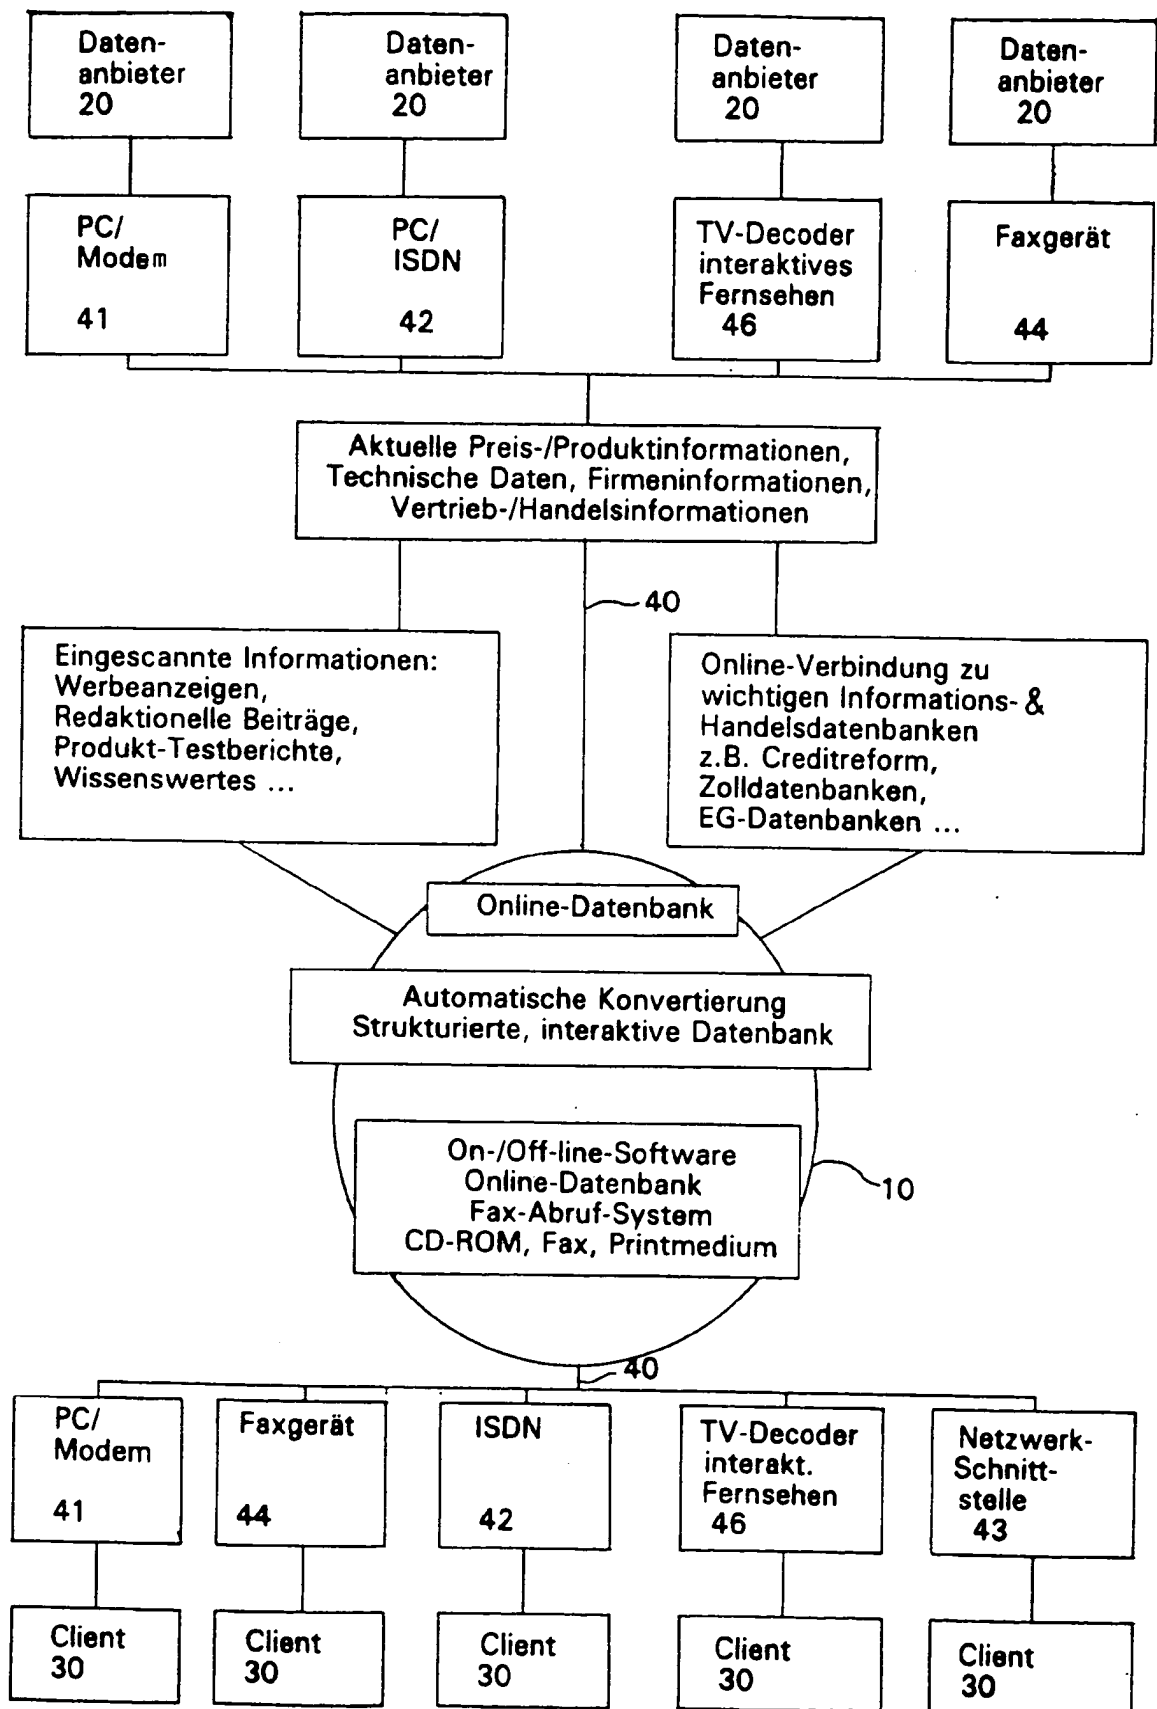 Daten-
anbieter
20
Daten-
anbieter
20
Daten-
anbieter
20
Daten-
anbieter
20
PC/
Modem
41
PC/
ISDN
42
TV-Decoder
interaktives
Fernsehen
46
Faxgerät
44
Aktuelle Preis-/Produktinformationen,
Technische Daten, Firmeninformationen,
Vertrieb-/Handelsinformationen
40
Eingescannte Informationen:
Werbeanzeigen,
Redaktionelle Beiträge,
Produkt-Testberichte,
Wissenswertes ...
Online-Verbindung zu
wichtigen Informations- &
Handelsdatenbanken
z.B. Creditreform,
Zolldatenbanken,
EG-Datenbanken ...
Online-Datenbank
Automatische Konvertierung
Strukturierte, interaktive Datenbank
On-/Off-line-Software
Online-Datenbank
Fax-Abruf-System
CD-ROM, Fax, Printmedium
10
40
PC/
Modem
41
Faxgerät
44
ISDN
42
TV-Decoder
interakt.
Fernsehen
46
Netzwerk-
Schnitt-
stelle
43
Client
30
Client
30
Client
30
Client
30
Client
30